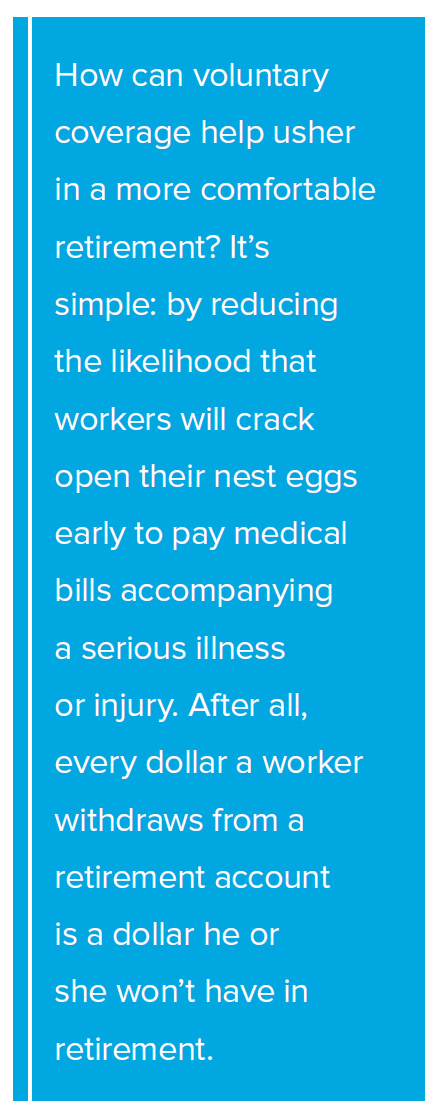 How can voluntary
coverage help usher
in a more comfortable
retirement? It’s
simple: by reducing
the likelihood that
workers will crack
open their nest eggs
early to pay medical
bills accompanying
a serious illness
or injury. After all,
every dollar a worker
withdraws from a
retirement account
is a dollar he or
she won’t have in
retirement.